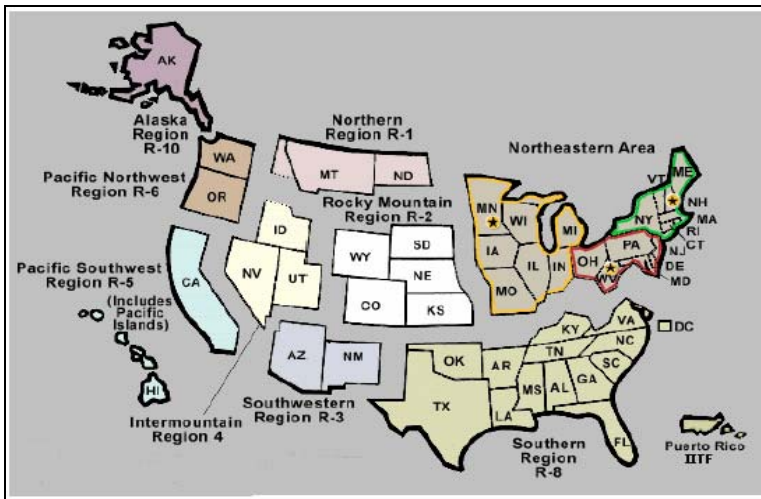 AK
Alaska
Region
R-10
Northern
Region R-1
Northeastern Area
Pacific Northwest
Region R-6
WA
OR
MT
ND
Rocky Mountain
Region R-2
ID
NV
UT
WY
SD
NE
CO
KS
MN
WI
MI
IA
IL
IN
MO
VT
ME
NH
NY
MA
RI
CT
OH
PA
NJ
WV
DE
MD
Pacific Southwest
Region R-5
(Includes
Pacific
Islands)
CA
HI
AZ
NM
Intermountain
Region 4
Southwestern
Region R-3
OK
AR
TX
LA
KY
VA
TN
NC
SC
MS
AL
GA
FL
DC
Southern
Region
R-8
Puerto Rico
IITF